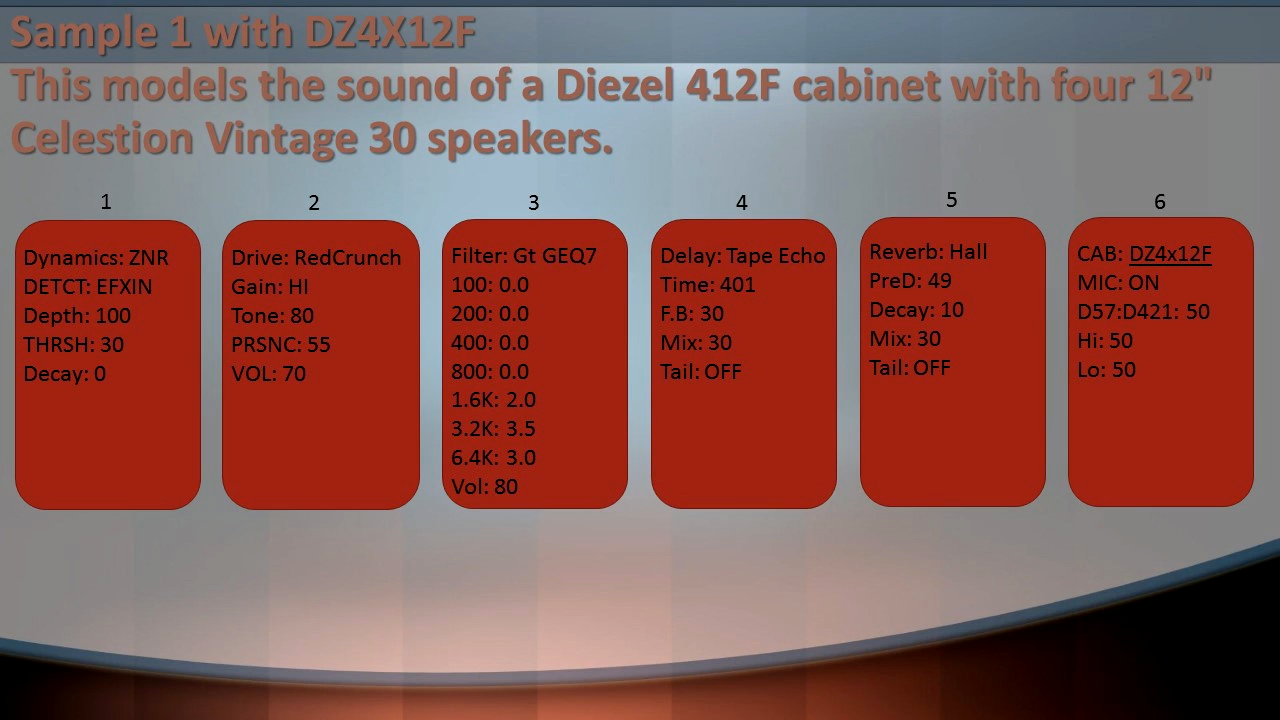 Sample 1 with DZ4X12F
This models the sound of a Diezel 412F cabinet with four 12"
Celestion Vintage 30 speakers.
1
Dynamics: ZNR
DETCT: EFXIN
Depth: 100
THRSH: 30
Decay: 0
2
Drive: RedCrunch
Gain: HI
Tone: 80
PRSNC: 55
VOL: 70
3
Filter: Gt GEQ7
100: 0.0
200: 0.0
400: 0.0
800: 0.0
1.6K: 2.0
3.2K: 3.5
6.4K: 3.0
Vol: 80
4
Delay: Tape Echo
Time: 401
F.B: 30
Mix: 30
Tail: OFF
5
Reverb: Hall
PreD: 49
Decay: 10
Mix: 30
Tail: OFF
6
CAB: DZ4x12F
MIC: ON
D57:D421: 50
Hi: 50
Lo: 50